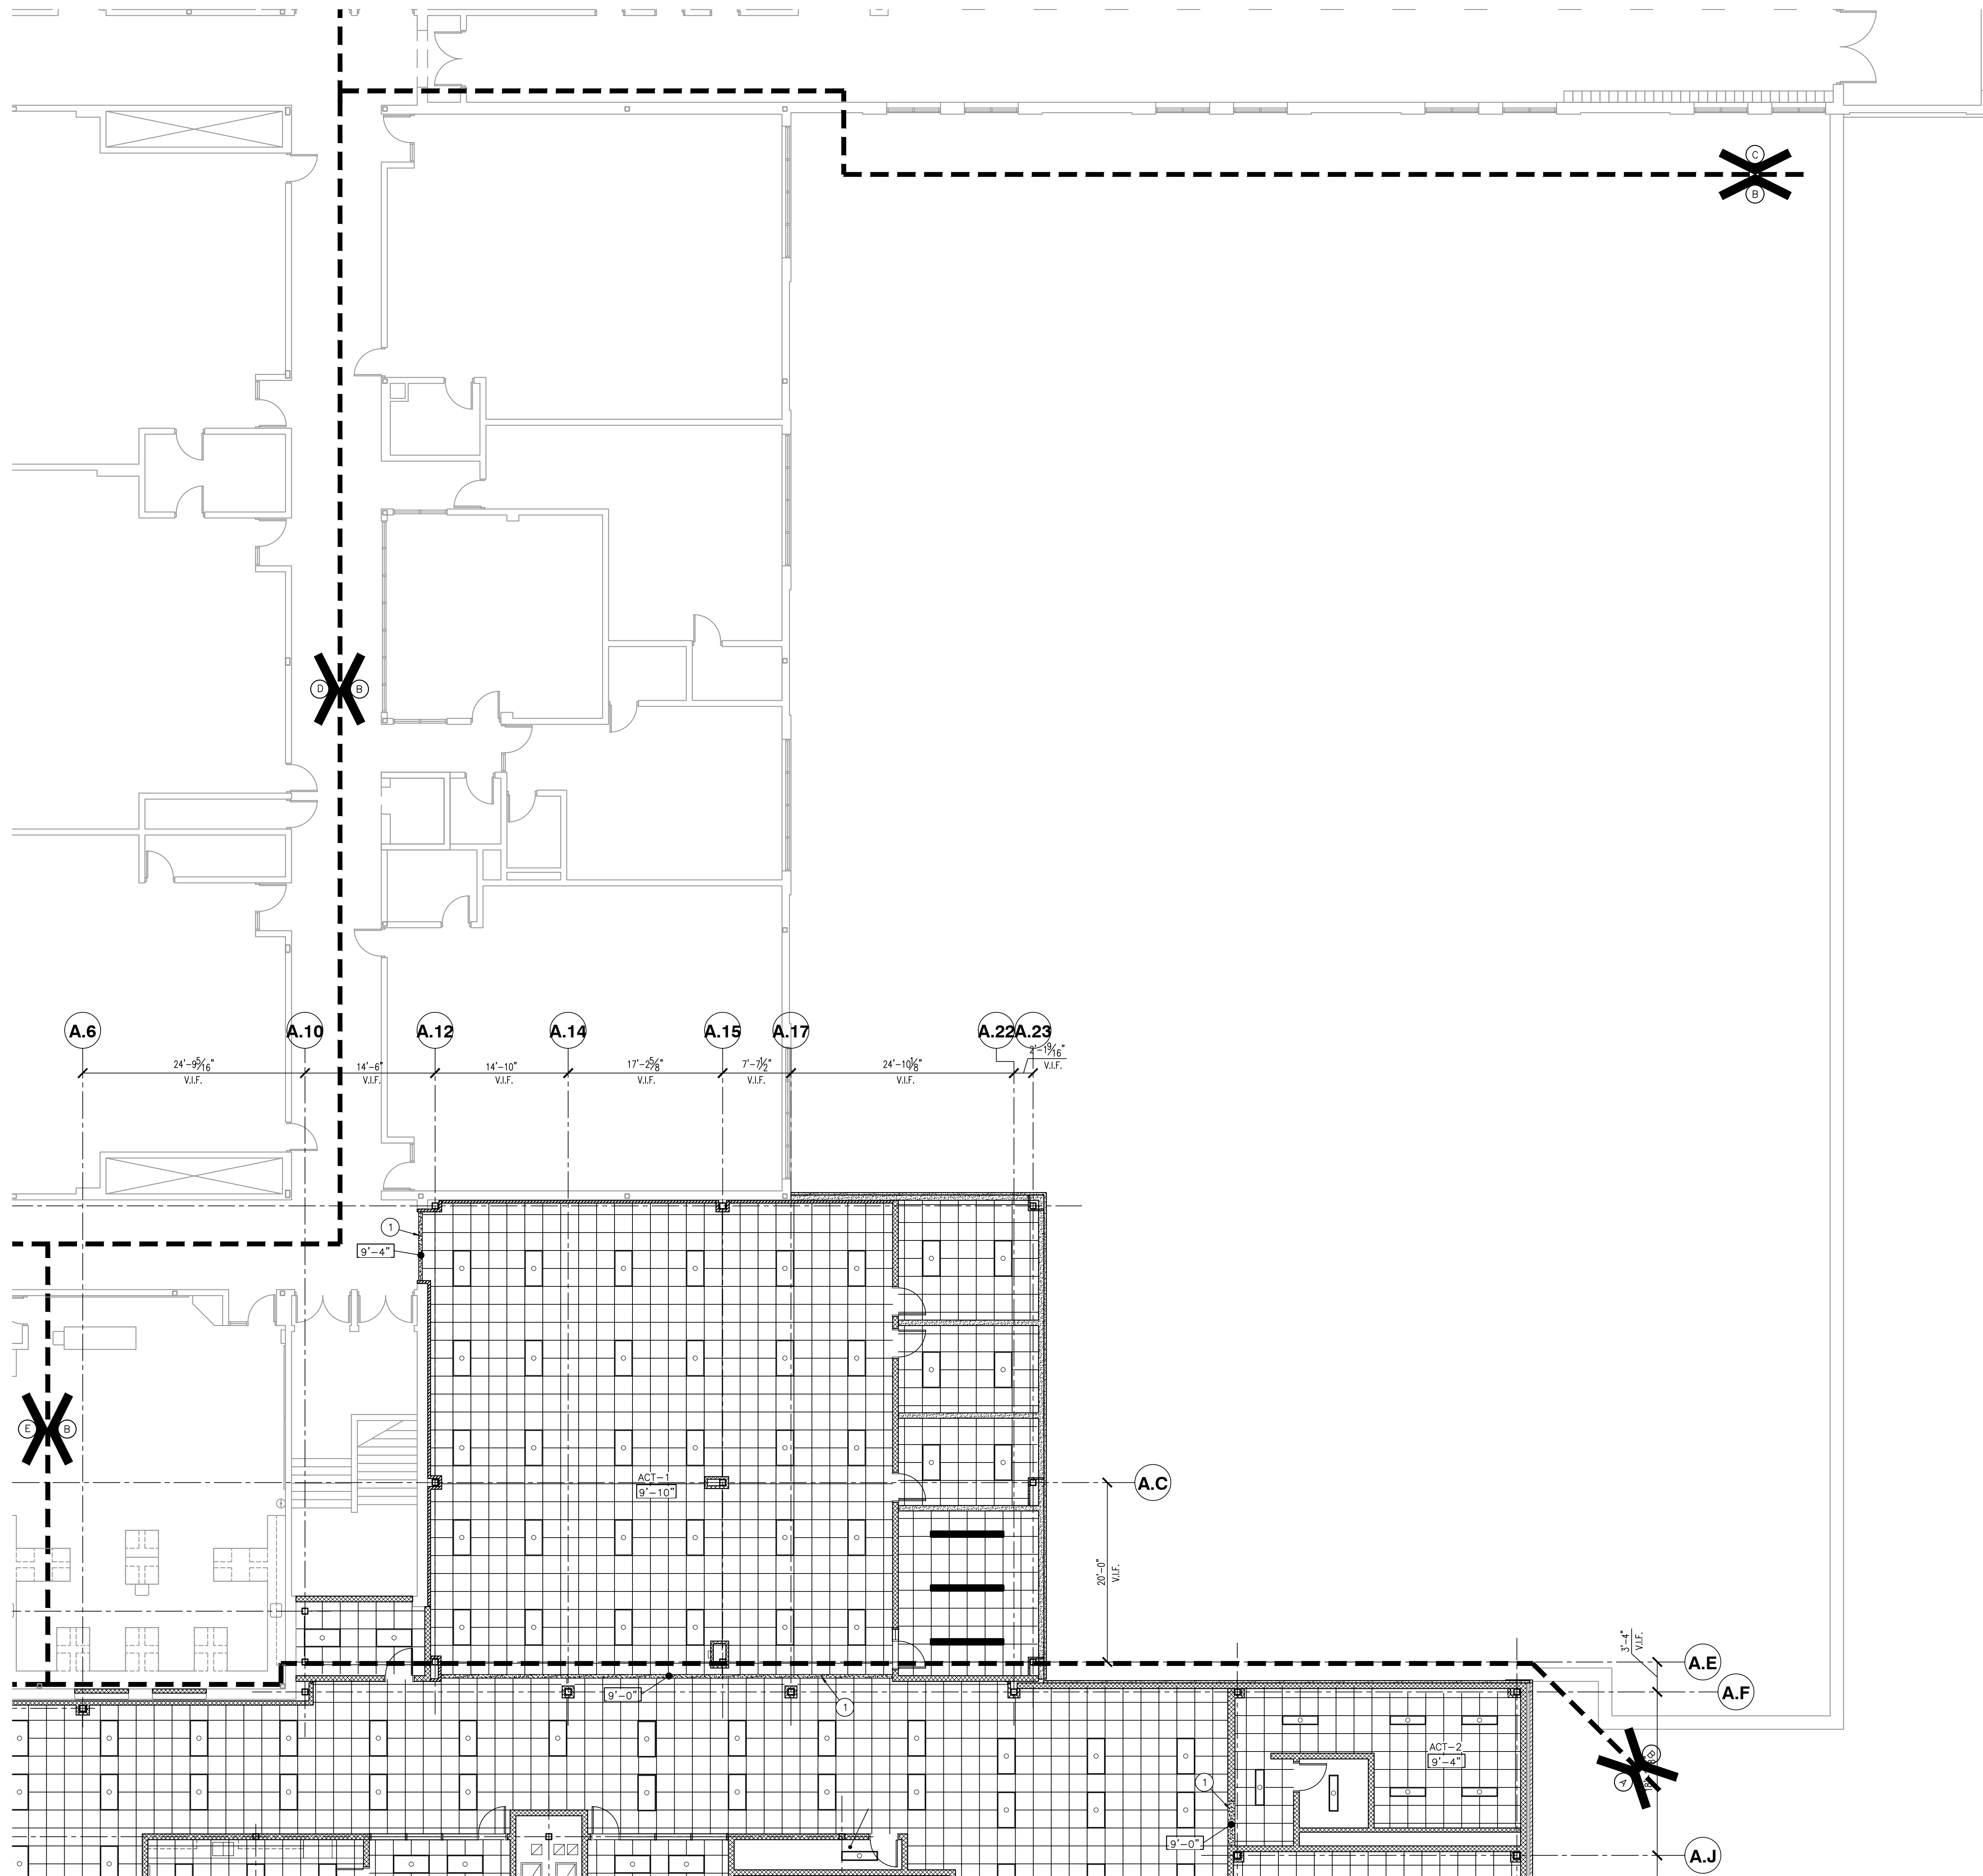 C
B
D
B
A.6
A.10
A.12
A.14
A.15
A.17
A.22
A.23
24'-9 5/16"
V.I.F.
14'-6"
V.I.F.
14'-10"
V.I.F.
17'-2 5/8"
V.I.F.
7'-7 1/2"
V.I.F.
24'-10 1/8"
V.I.F.
2'-1 9/16"
V.I.F.
1
9'-4"
E
B
ACT-1
9'-10"
A.C
20'-0"
V.I.F.
3'-4"
V.I.F.
A.E
A.F
9'-0"
1
ACT-2
9'-4"
B
A
1
9'-0"
A.J